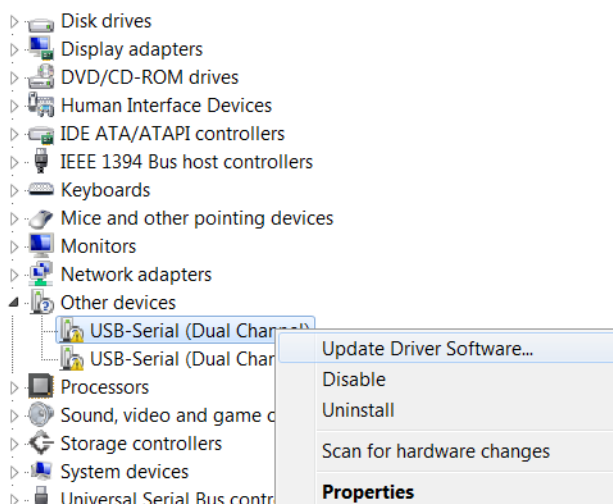 Disk drives
Display adapters
DVD/CD-ROM drives
Human Interface Devices
IDE ATA/ATAPI controllers
IEEE 1394 Bus host controllers
Keyboards
Mice and other pointing devices
Monitors
Network adapters
Other devices
USB-Serial (Dual Channel)
USB-Serial (Dual Char
Processors
Sound, video and game c
Storage controllers
System devices
Universal Serial Bus contr
Update Driver Software...
Disable
Uninstall
Scan for hardware changes
Properties